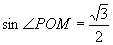 sin ∠POM = √3/2